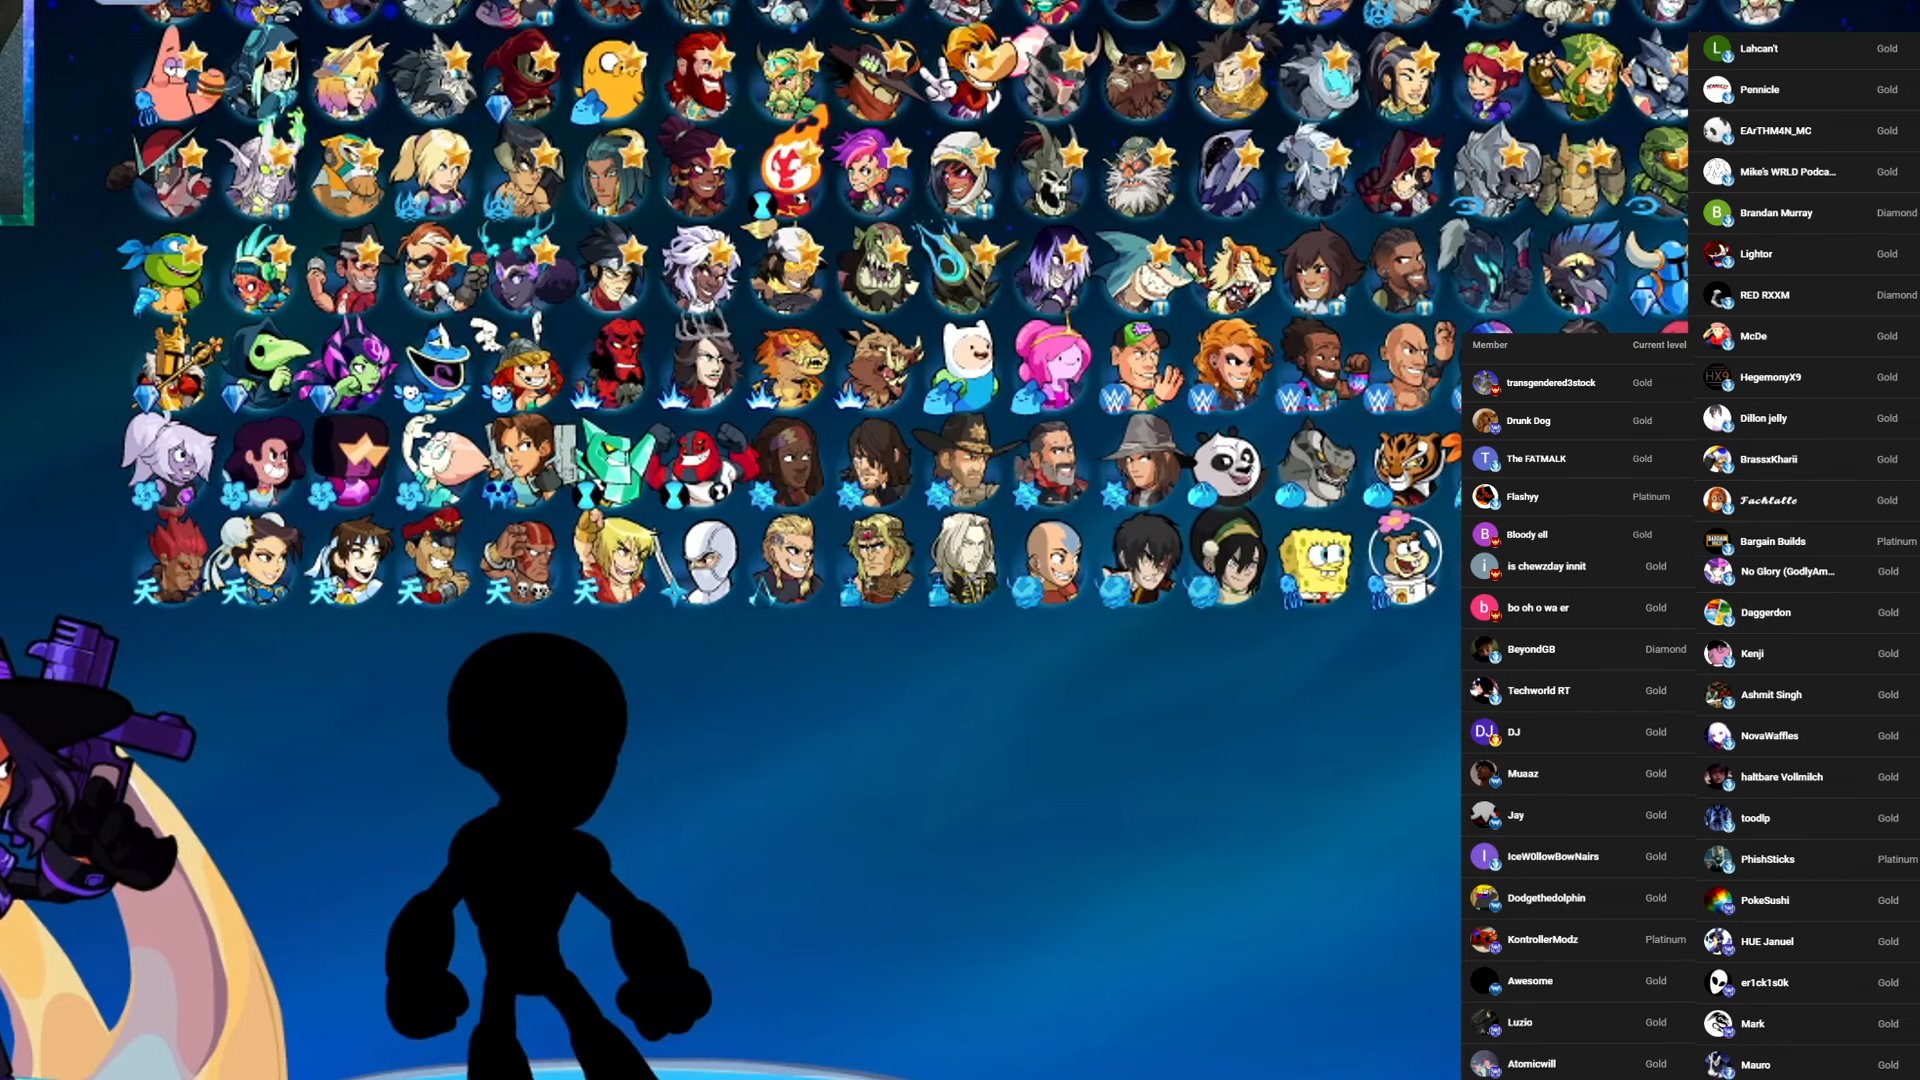 Member Current level
transgendered3stock Gold
Drunk Dog Gold
The FATMALK Gold
Flashyy Platinum
Bloody ell Gold
is chewzday innit Gold
bo oh o wa er Gold
BeyondGB Diamond
Techworld RT Gold
DJ Gold
Muaaz Gold
Jay Gold
IceW0llowBowNairs Gold
Dodgethedolphin Gold
KontrollerModz Platinum
Awesome Gold
Luzio Gold
Atomicwill Gold
Lahcan't Gold
Pennicle Gold
EArTHM4N_MC Gold
Mike's WRLD Podca... Gold
Brandan Murray Diamond
Lightor Gold
RED RXXM Diamond
McDe Gold
HegemonyX9 Gold
Dillon jelly Gold
BrassxKharii Gold
𝓕𝓪𝓬𝓱𝓵𝓪𝓽𝓽𝓮 Gold
Bargain Builds Platinum
No Glory (GodlyAm... Gold
Daggerdon Gold
Kenji Gold
Ashmit Singh Gold
NovaWaffles Gold
haltbare Vollmilch Gold
toodlp Gold
PhishSticks Platinum
PokeSushi Gold
HUE Januel Gold
er1ck1s0k Gold
Mark Gold
Mauro Gold